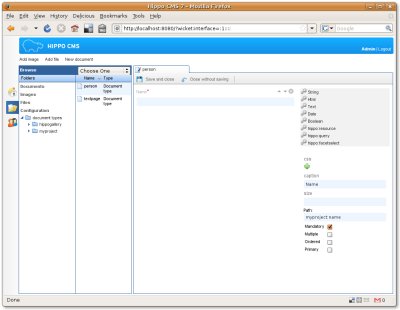 Hippo CMS 7 - Mozilla Firefox
File Edit View History Delicious Bookmarks Tools Help
http://localhost:8080/?wicket:interface=:1:::
Google
HIPPO CMS
Admin | Logout
Add image Add file New document
Browse
Folders
Documents
Images
Files
Configuration
document types
hippogallery
myproject
Choose One
Name Type
person Document type
textpage Document type
person
Save and close Close without saving
Name*
String
Html
Text
Date
Boolean
hippo:resource
hippo:query
hippo:facetselect
css
caption
Name
size
Path
myproject:name
Mandatory
Multiple
Ordered
Primary
Done
0